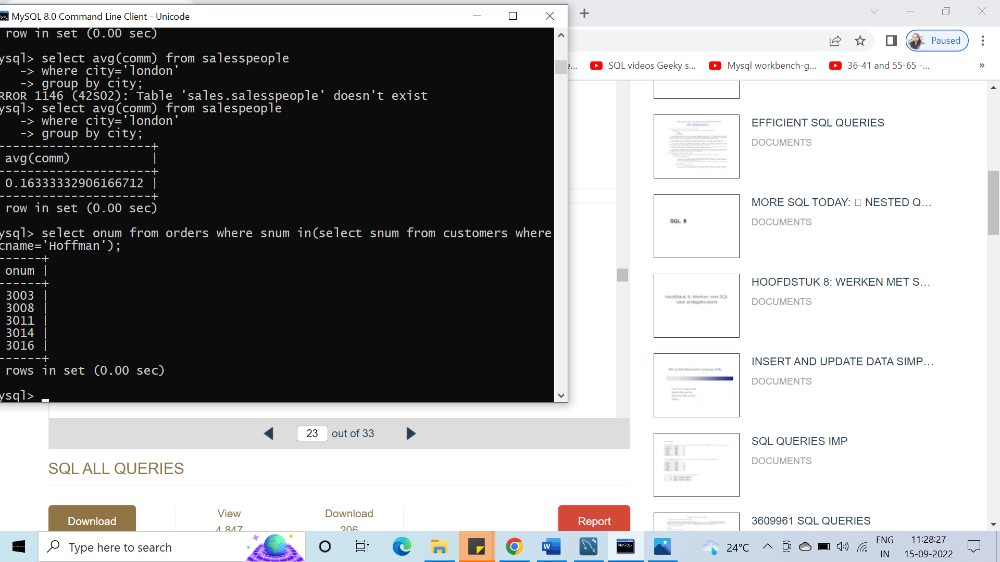 MySQL 8.0 Command Line Client - Unicode
row in set (0.00 sec)
ysql> select avg(comm) from salesspeople
-> where city='london'
-> group by city;
RROR 1146 (42S02): Table 'sales.salesspeople' doesn't exist
ysql> select avg(comm) from salespeople
-> where city='london'
-> group by city;
avg(comm) |
0.16333332906166712 |
row in set (0.00 sec)
ysql> select onum from orders where snum in(select snum from customers where
cname='Hoffman');
onum |
3003 |
3008 |
3011 |
3014 |
3016 |
rows in set (0.00 sec)
ysql>
Paused
e...
SQL videos Geeky s...
Mysql workbench-g...
36-41 and 55-65 -...
»
EFFICIENT SQL QUERIES
DOCUMENTS
SQL II
MORE SQL TODAY: □ NESTED Q...
DOCUMENTS
Hoofdstuk 8: Werken met SQL
voor eindgebruikers
HOOFDSTUK 8: WERKEN MET S...
DOCUMENTS
INSERT AND UPDATE DATA SIMP...
DOCUMENTS
SQL QUERIES IMP
DOCUMENTS
3609961 SQL QUERIES
23 out of 33
SQL ALL QUERIES
Download
View
4,847
Download
206
Report
Type here to search
MySQL
24°C
ENG
IN
11:28:27
15-09-2022